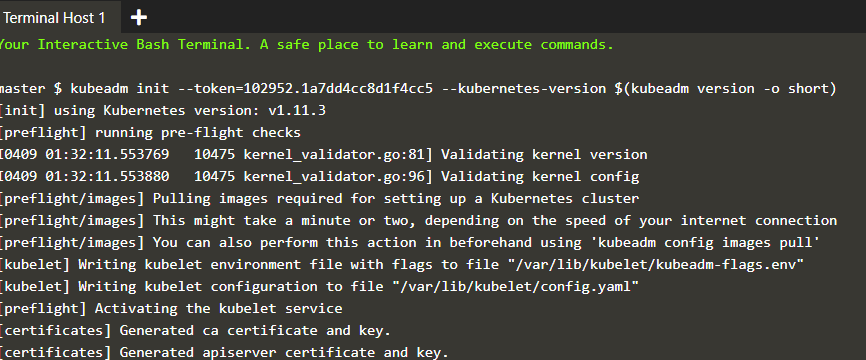 Terminal Host 1 +
Your Interactive Bash Terminal. A safe place to learn and execute commands.
master $ kubeadm init --token=102952.1a7dd4cc8d1f4cc5 --kubernetes-version $(kubeadm version -o short)
[init] using Kubernetes version: v1.11.3
[preflight] running pre-flight checks
I0409 01:32:11.553769   10475 kernel_validator.go:81] Validating kernel version
I0409 01:32:11.553880   10475 kernel_validator.go:96] Validating kernel config
[preflight/images] Pulling images required for setting up a Kubernetes cluster
[preflight/images] This might take a minute or two, depending on the speed of your internet connection
[preflight/images] You can also perform this action in beforehand using 'kubeadm config images pull'
[kubelet] Writing kubelet environment file with flags to file "/var/lib/kubelet/kubeadm-flags.env"
[kubelet] Writing kubelet configuration to file "/var/lib/kubelet/config.yaml"
[preflight] Activating the kubelet service
[certificates] Generated ca certificate and key.
[certificates] Generated apiserver certificate and key.